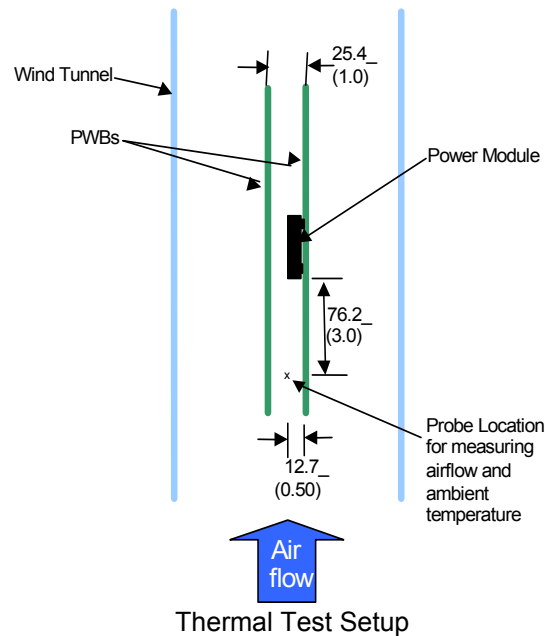 25.4_
(1.0)
Wind Tunnel
PWBs
Power Module
76.2_
(3.0)
x
Probe Location
for measuring
airflow and
ambient
temperature
12.7_
(0.50)
Air
flow
Thermal Test Setup